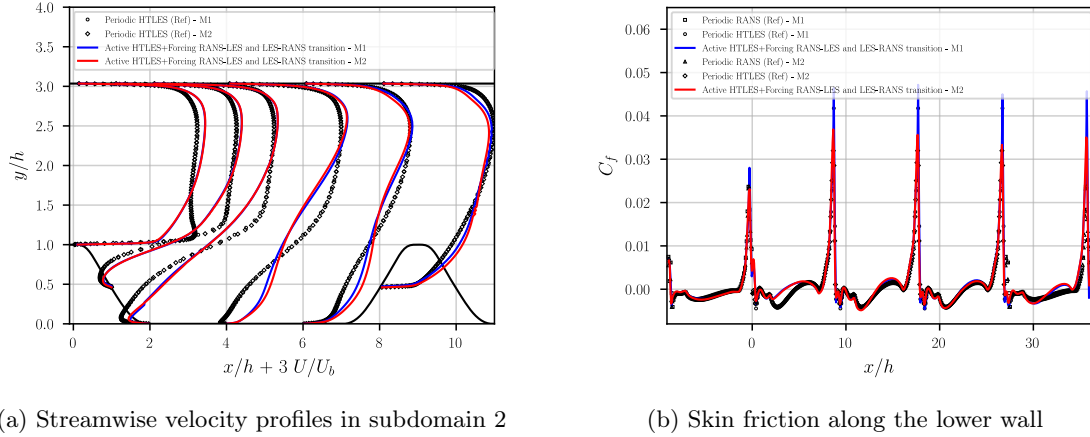 Periodic HTLES (Ref) - M1
Periodic HTLES (Ref) - M2
Active HTLES+Forcing RANS-LES and LES-RANS transition - M1
Active HTLES+Forcing RANS-LES and LES-RANS transition - M2
4.0
3.5
3.0
2.5
2.0
1.5
1.0
0.5
0.0
y/h
0
2
4
6
8
10
x/h + 3 U/U_b
(a) Streamwise velocity profiles in subdomain 2
Periodic RANS (Ref) - M1
Periodic HTLES (Ref) - M1
Active HTLES+Forcing RANS-LES and LES-RANS transition - M1
Periodic RANS (Ref) - M2
Periodic HTLES (Ref) - M2
Active HTLES+Forcing RANS-LES and LES-RANS transition - M2
0.06
0.05
0.04
0.03
0.02
0.01
0.00
C_f
0
10
20
30
x/h
(b) Skin friction along the lower wall